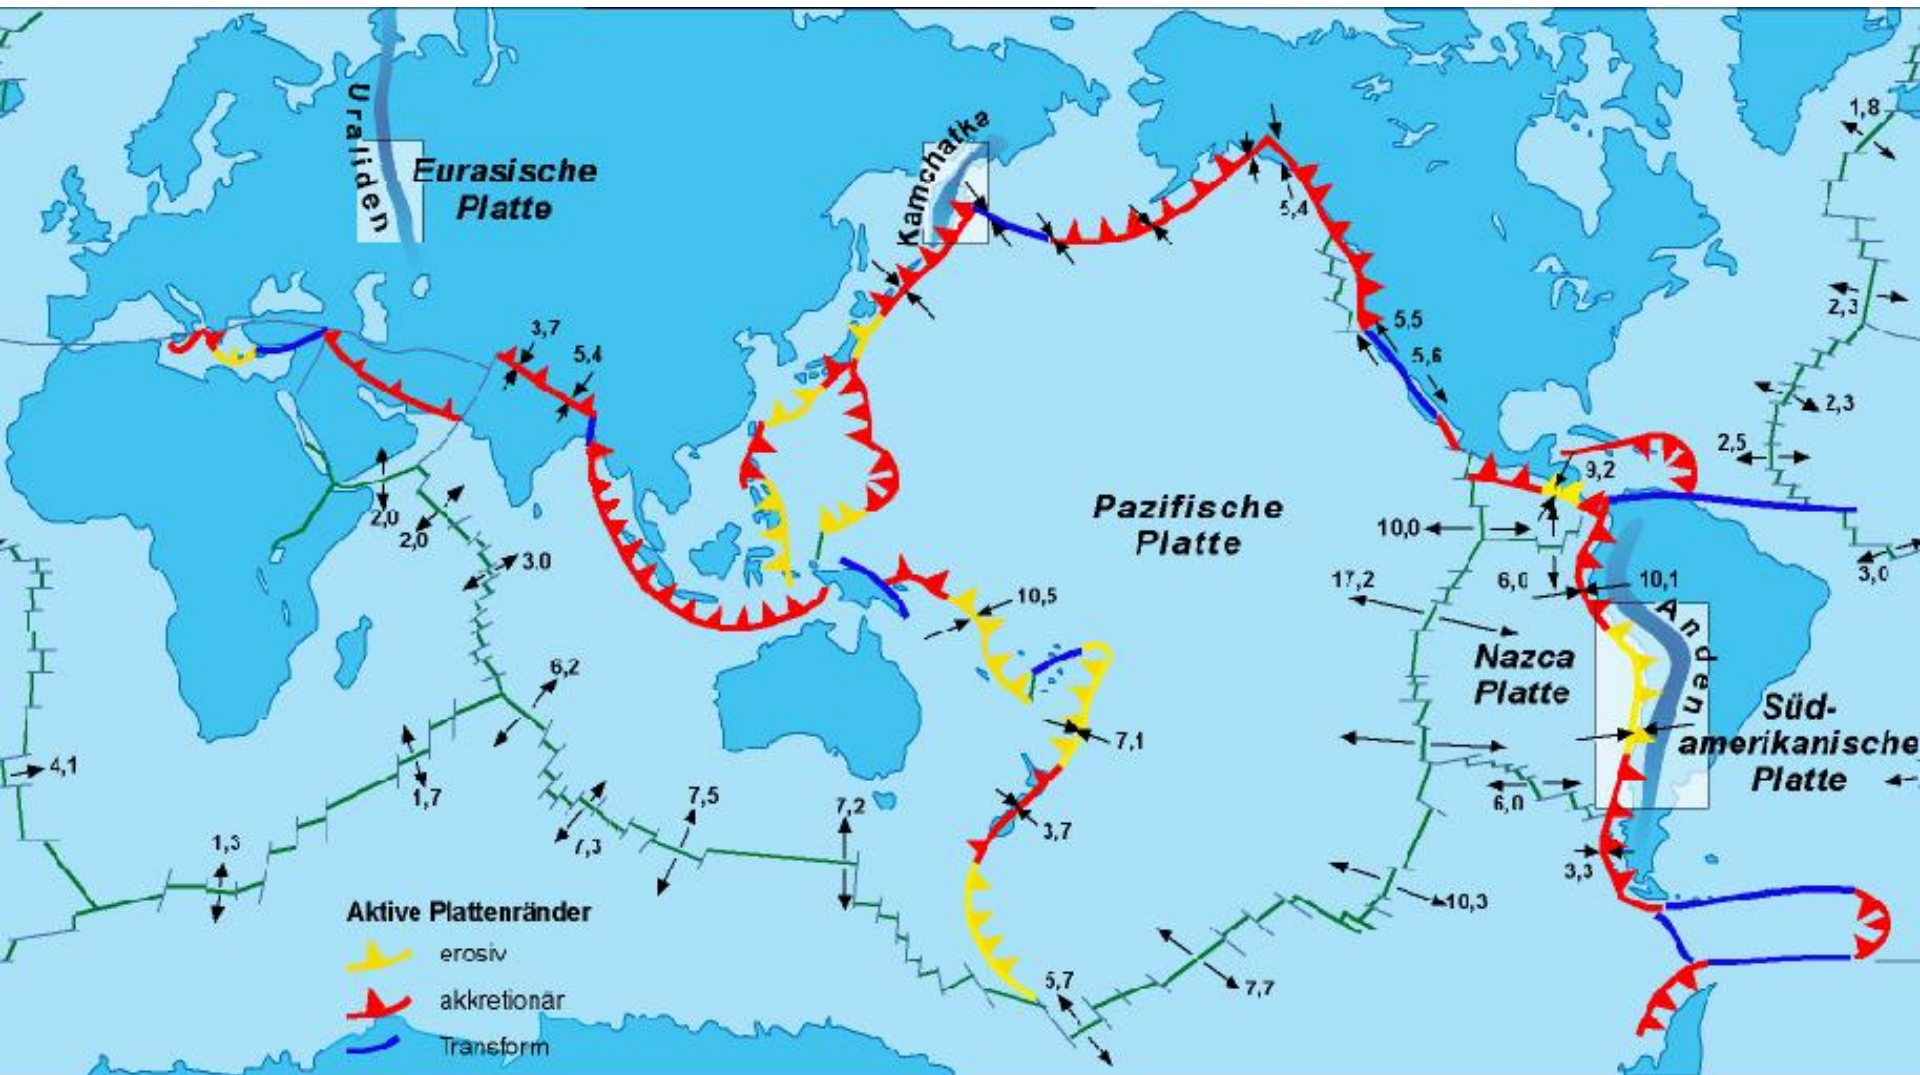 Uraliden
Eurasische
Platte
Kamchatka
1,8
5,4
2,3
3,7
5,4
5,5
5,6
2,3
2,5
9,2
Pazifische
Platte
10,0
2,0
2,0
3.0
3,0
17,2
6,0
10,1
10,5
Anden
Nazca
Platte
6,2
Süd-
amerikanische
Platte
7,1
4,1
1,7
7,5
7,2
6,0
3,7
1,3
7,3
3,3
10,3
Aktive Plattenränder
erosiv
akkretionär
Transform
5,7
7,7